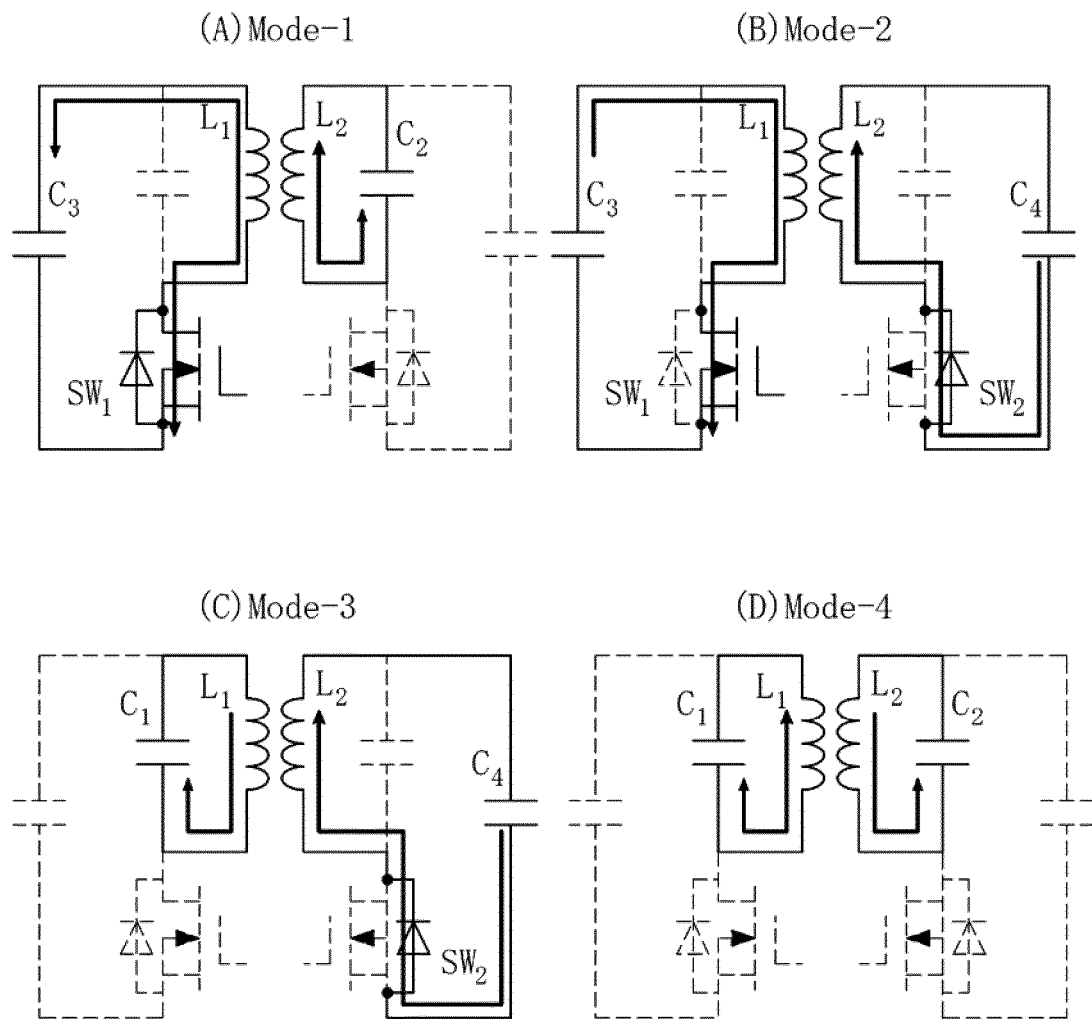 (A)Mode-1
(B)Mode-2
L₁ L₂ C₂ C₃ SW₁
L₁ L₂ C₃ C₄ SW₁ SW₂
(C)Mode-3
(D)Mode-4
C₁ L₁ L₂ C₄ SW₂
C₁ L₁ L₂ C₂